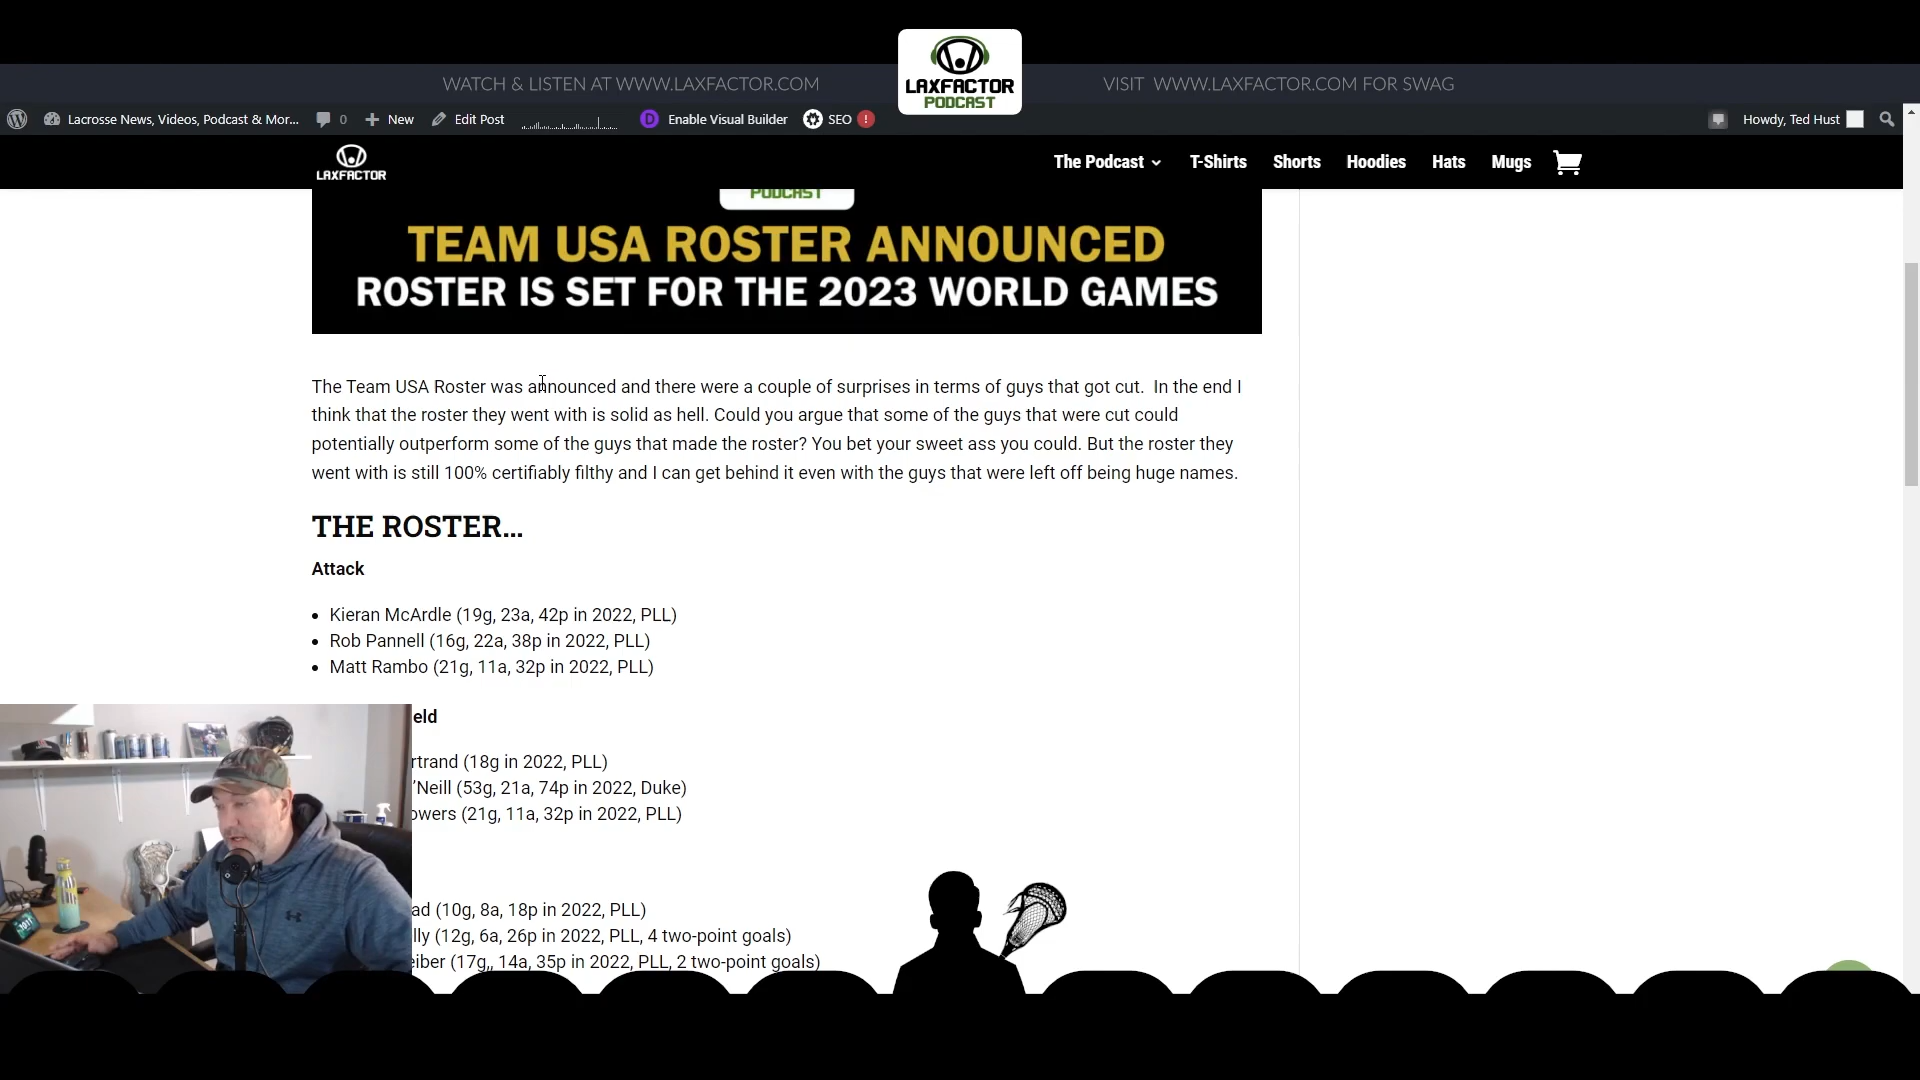 WATCH & LISTEN AT WWW.LAXFACTOR.COM
LAXFACTOR
PODCAST
VISIT WWW.LAXFACTOR.COM FOR SWAG
Lacrosse News, Videos, Podcast & Mor...
0
New
Edit Post
Enable Visual Builder
SEO
!
Howdy, Ted Hust
LAXFACTOR
The Podcast
T-Shirts
Shorts
Hoodies
Hats
Mugs
PODCAST
TEAM USA ROSTER ANNOUNCED
ROSTER IS SET FOR THE 2023 WORLD GAMES
The Team USA Roster was announced and there were a couple of surprises in terms of guys that got cut. In the end I
think that the roster they went with is solid as hell. Could you argue that some of the guys that were cut could
potentially outperform some of the guys that made the roster? You bet your sweet ass you could. But the roster they
went with is still 100% certifiably filthy and I can get behind it even with the guys that were left off being huge names.
THE ROSTER...
Attack
• Kieran McArdle (19g, 23a, 42p in 2022, PLL)
• Rob Pannell (16g, 22a, 38p in 2022, PLL)
• Matt Rambo (21g, 11a, 32p in 2022, PLL)
eld
rtrand (18g in 2022, PLL)
'Neill (53g, 21a, 74p in 2022, Duke)
owers (21g, 11a, 32p in 2022, PLL)
ad (10g, 8a, 18p in 2022, PLL)
lly (12g, 6a, 26p in 2022, PLL, 4 two-point goals)
eiber (17g,, 14a, 35p in 2022, PLL, 2 two-point goals)